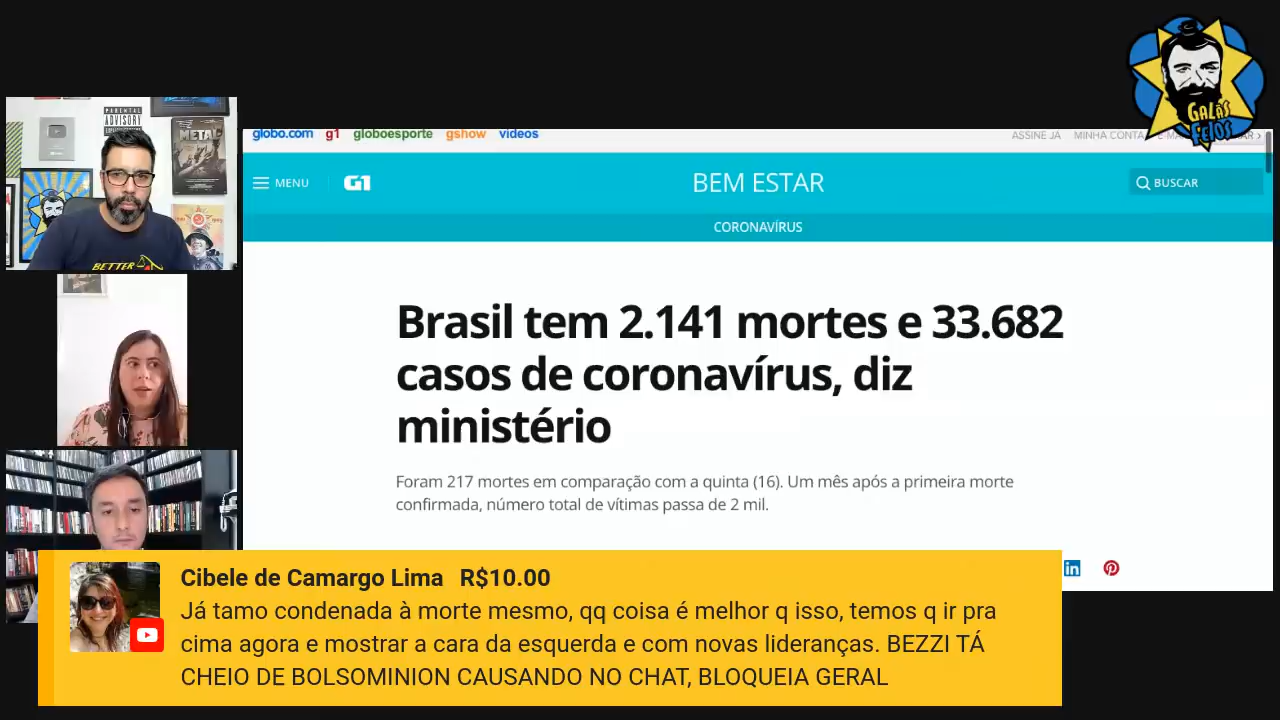 GALÃS
FEIOS
PARENTAL
ADVISORY
METAL
BETTER
globo.com g1 globoesporte gshow vídeos
ASSINE JÁ MINHA CONTA
MENU G1 BEM ESTAR BUSCAR
CORONAVÍRUS
Brasil tem 2.141 mortes e 33.682
casos de coronavírus, diz
ministério
Foram 217 mortes em comparação com a quinta (16). Um mês após a primeira morte
confirmada, número total de vítimas passa de 2 mil.
in
Cibele de Camargo Lima R$10.00
Já tamo condenada à morte mesmo, qq coisa é melhor q isso, temos q ir pra
cima agora e mostrar a cara da esquerda e com novas lideranças. BEZZI TÁ
CHEIO DE BOLSOMINION CAUSANDO NO CHAT, BLOQUEIA GERAL